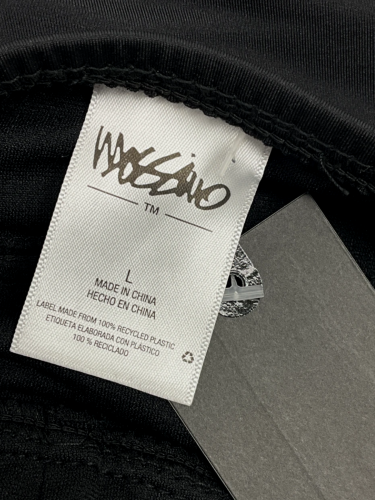 MOSSIMO
TM
L
MADE IN CHINA
HECHO EN CHINA
LABEL MADE FROM 100% RECYCLED PLASTIC
ETIQUETA ELABORADA CON PLÁSTICO
100 % RECICLADO